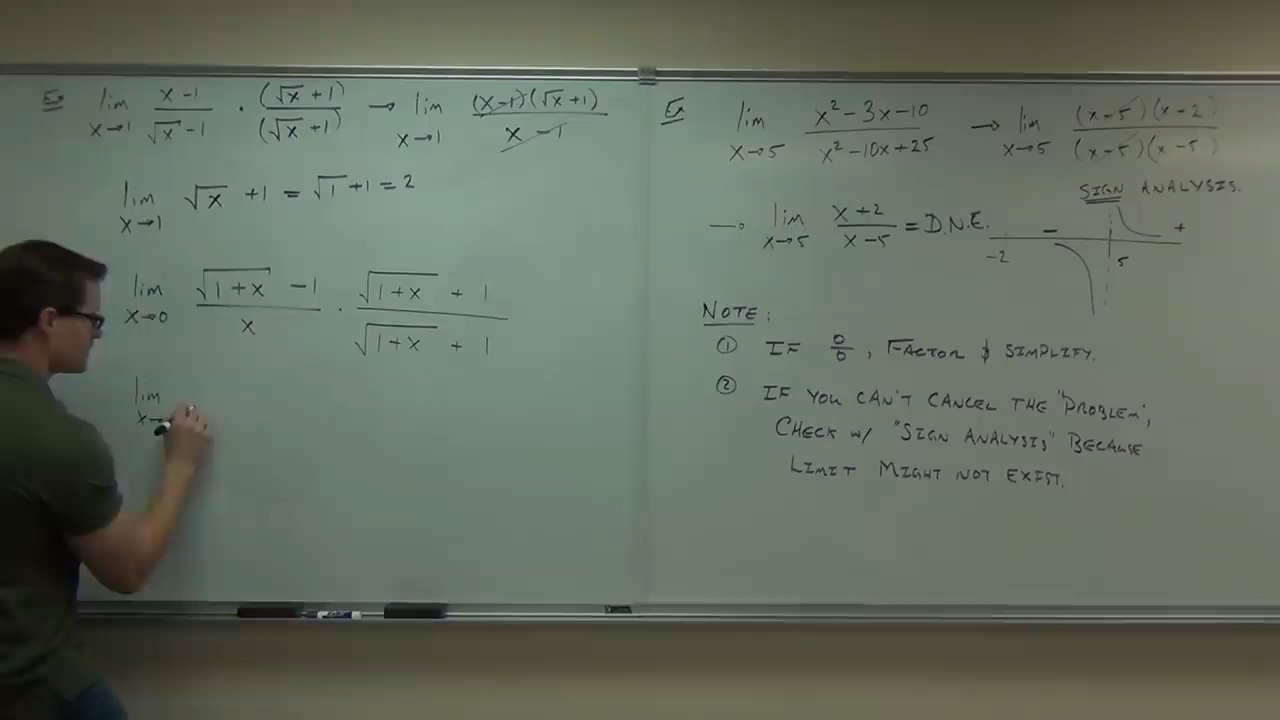 Ex lim x→1 x-1/√x-1 · (√x+1)/(√x+1) → lim x→1 (x-1)(√x+1)/x-1
lim x→1 √x +1 = √1+1=2
lim x→0 √1+x -1/x · √1+x + 1/√1+x + 1
lim x→
Ex lim x→5 x²-3x-10/x²-10x+25 → lim x→5 (x-5)(x+2)/(x-5)(x-5)
SIGN ANALYSIS.
→ lim x→5 x+2/x-5 = D.N.E. -2 - 5 +
NOTE:
① IF 0/0, FACTOR & SIMPLIFY.
② IF YOU CAN'T CANCEL THE "PROBLEM",
CHECK W/ "SIGN ANALYSIS" BECAUSE
LIMIT MIGHT NOT EXIST.